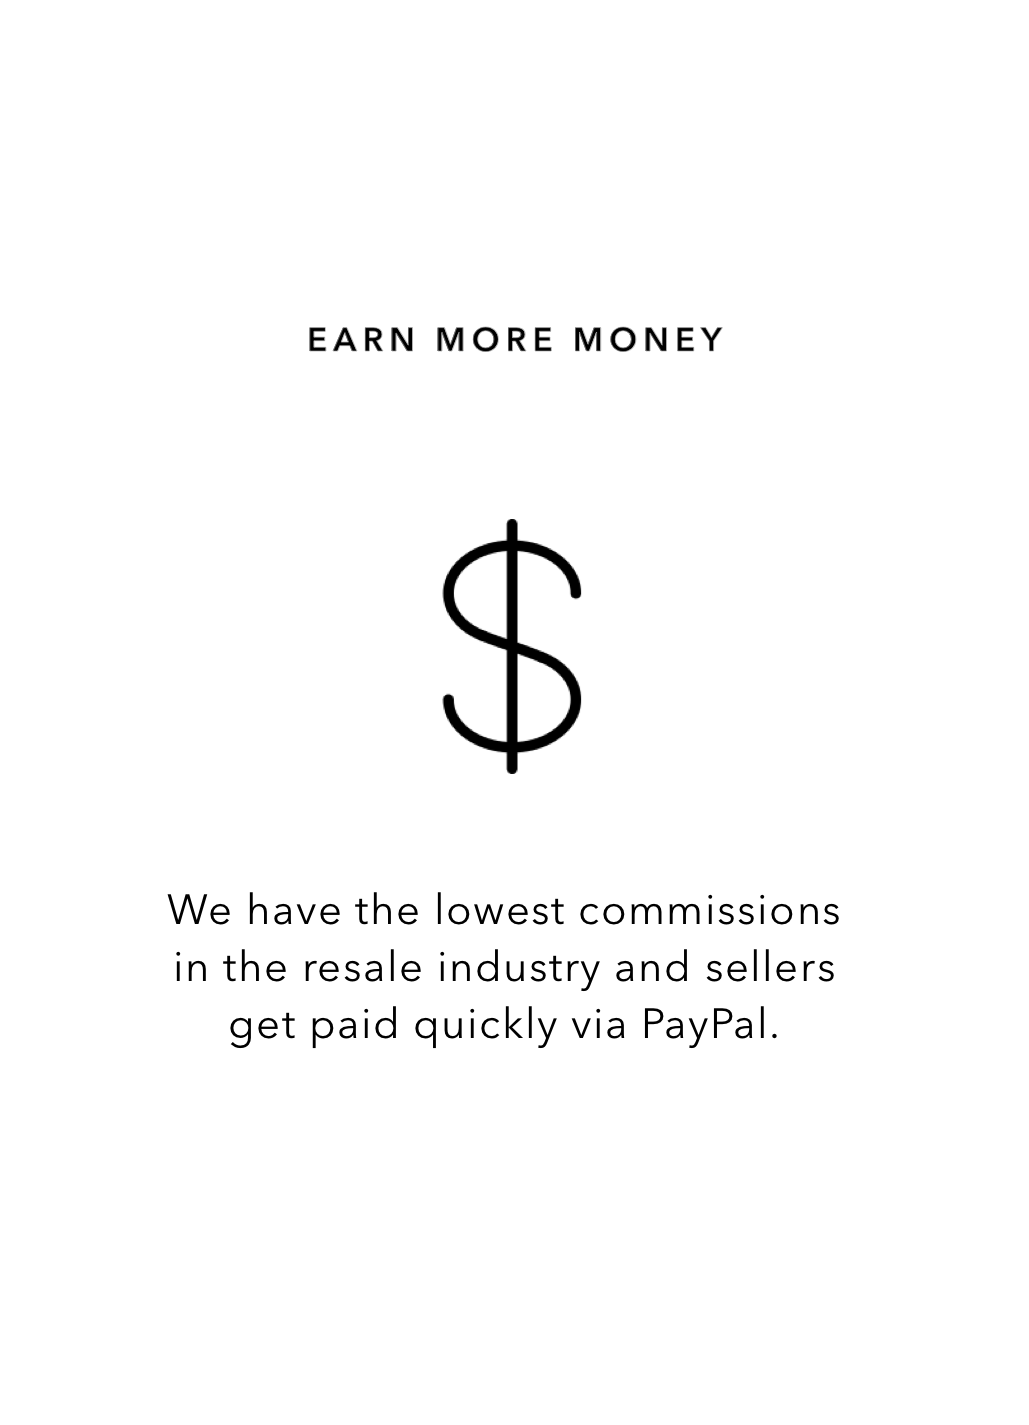 EARN MORE MONEY
$
We have the lowest commissions
in the resale industry and sellers
get paid quickly via PayPal.